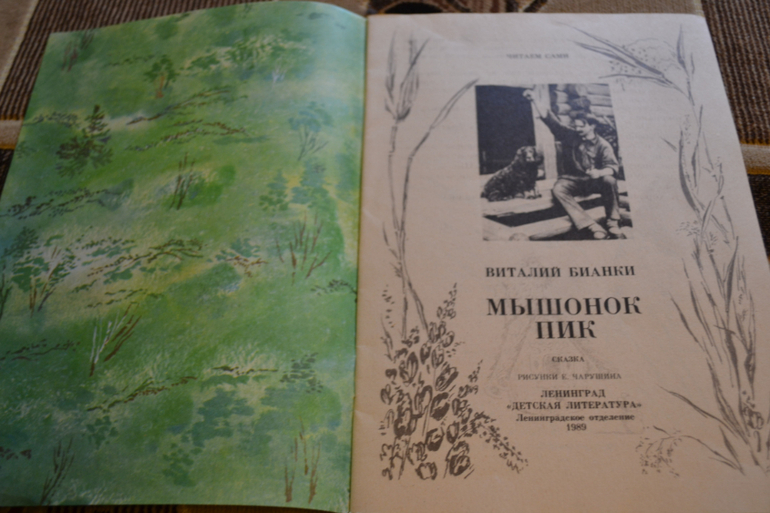 ЧИТАЕМ САМИ
ВИТАЛИЙ БИАНКИ
МЫШОНОК
ПИК
СКАЗКА
РИСУНКИ Е. ЧАРУШИНА
ЛЕНИНГРАД
«ДЕТСКАЯ ЛИТЕРАТУРА»
Ленинградское отделение
1989